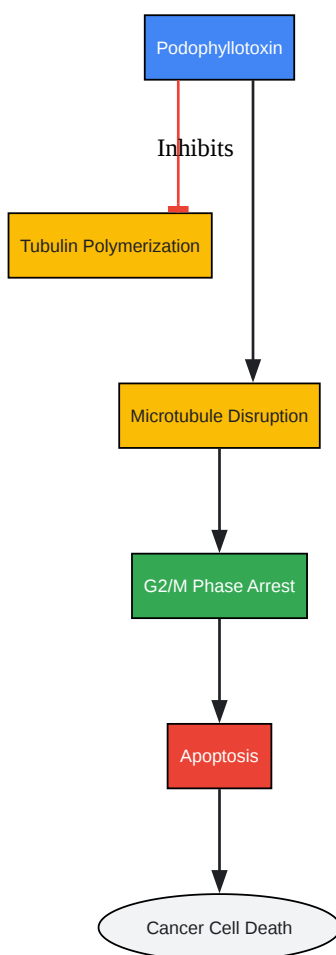 Podophyllotoxin
Inhibits
Tubulin Polymerization
Microtubule Disruption
G2/M Phase Arrest
Apoptosis
Cancer Cell Death